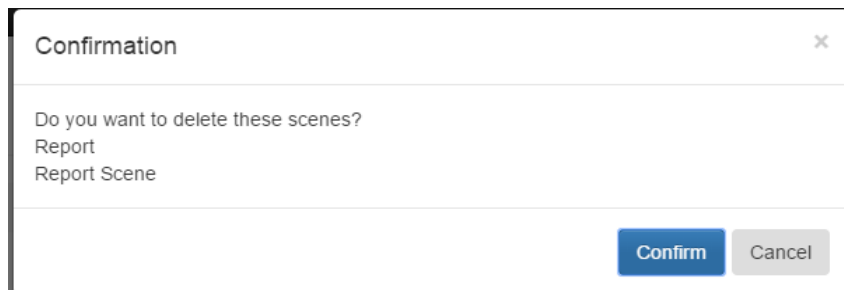 Confirmation
×
Do you want to delete these scenes?
Report
Report Scene
Confirm
Cancel